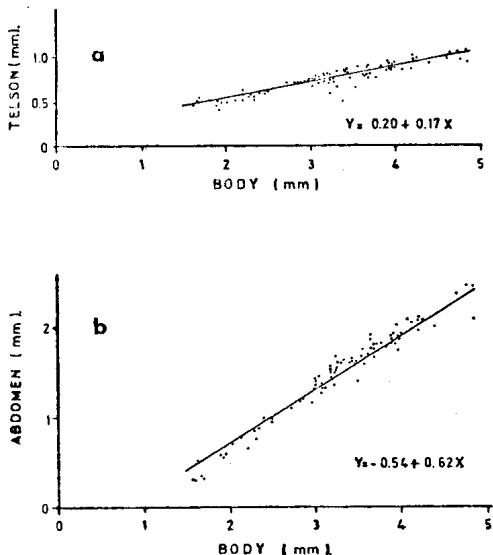 a
TELSON (mm).
1.0
0.5
0
0 1 2 3 4 5
BODY (mm)
Y= 0.20 + 0.17X
b
ABDOMEN (mm).
2
1
0
0 1 2 3 4 5
BODY (mm).
Y=-0.54 + 0.62X